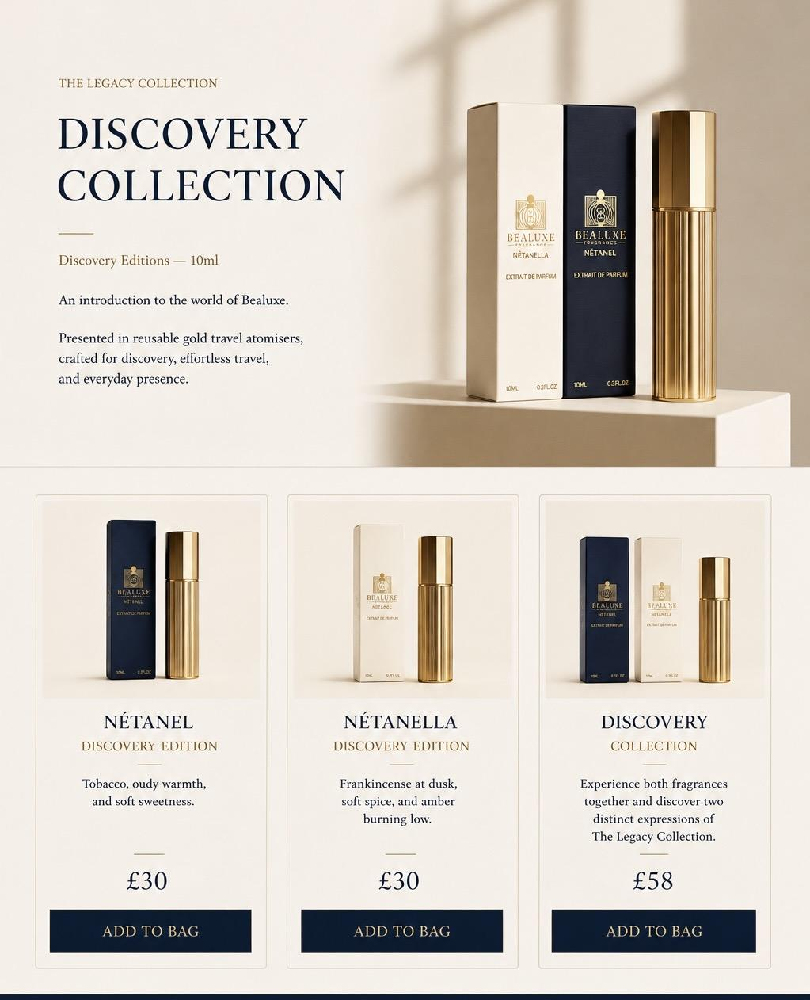 THE LEGACY COLLECTION
DISCOVERY
COLLECTION
Discovery Editions — 10ml
An introduction to the world of Bealuxe.
Presented in reusable gold travel atomisers,
crafted for discovery, effortless travel,
and everyday presence.
BEALUXE
FRAGRANCE
NÉTANELLA
EXTRAIT DE PARFUM
10ML 0.3FL.OZ
BEALUXE
FRAGRANCE
NÉTANEL
EXTRAIT DE PARFUM
10ML 0.3FL.OZ
BEALUXE
NÉTANEL
EXTRAIT DE PARFUM
10ML 0.3FL.OZ
NÉTANEL
DISCOVERY EDITION
Tobacco, oudy warmth,
and soft sweetness.
£30
ADD TO BAG
BEALUXE
NÉTANEL
EXTRAIT DE PARFUM
10ML 0.3FL.OZ
NÉTANELLA
DISCOVERY EDITION
Frankincense at dusk,
soft spice, and amber
burning low.
£30
ADD TO BAG
BEALUXE
NÉTANEL
EXTRAIT DE PARFUM
10ML 0.3FL.OZ
BEALUXE
EXTRAIT DE PARFUM
10ML 0.3FL.OZ
DISCOVERY
COLLECTION
Experience both fragrances
together and discover two
distinct expressions of
The Legacy Collection.
£58
ADD TO BAG